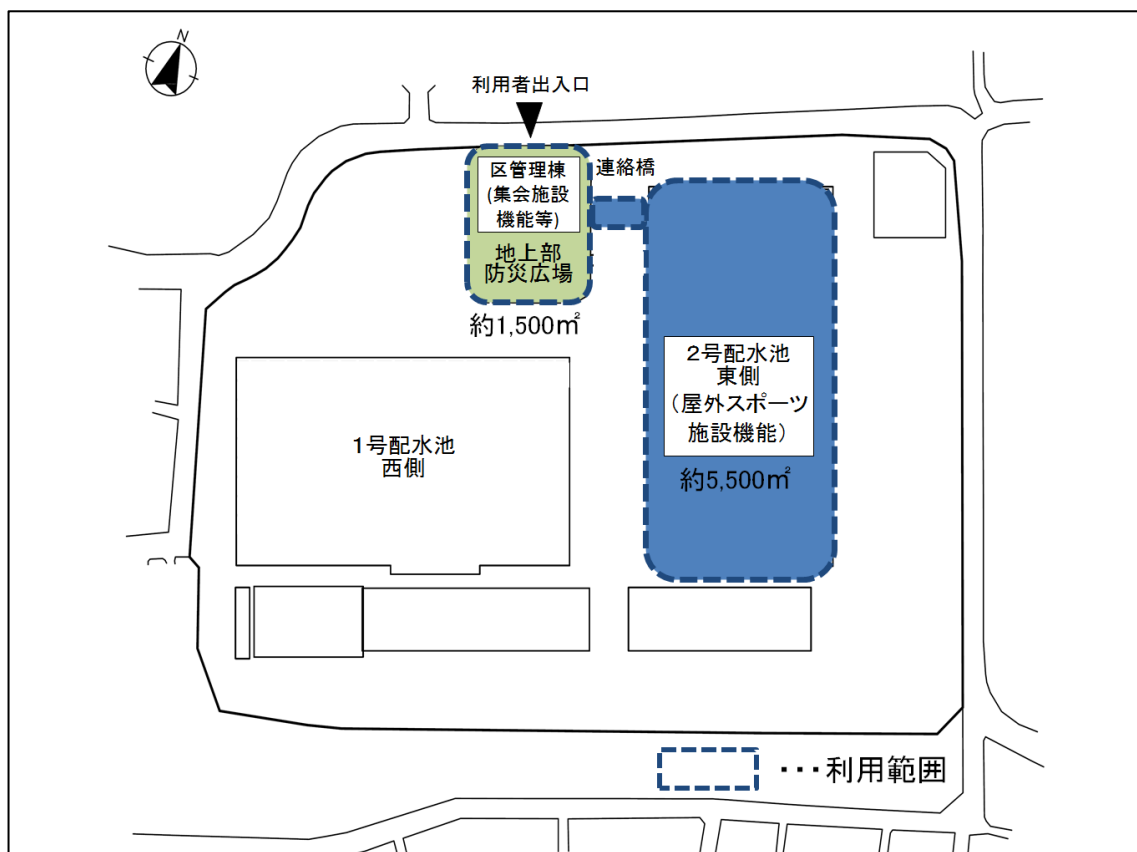 N
利用者出入口
区管理棟
(集会施設
機能等)
連絡橋
地上部
防災広場
約1,500㎡
2号配水池
東側
(屋外スポーツ
施設機能)
約5,500㎡
1号配水池
西側
･･･利用範囲